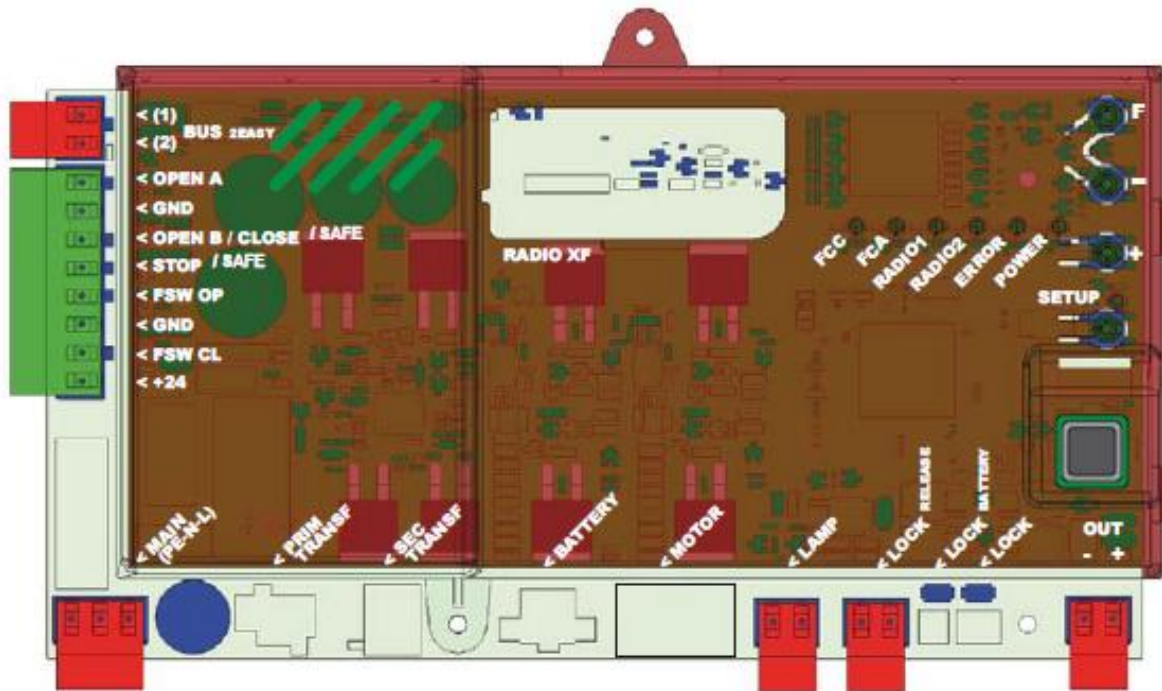 < (1)
BUS 2EASY
< (2)
< OPEN A
< GND
< OPEN B / CLOSE / SAFE
< STOP / SAFE
< FSW OP
< GND
< FSW CL
< +24
RADIO XF
F
-
+
SETUP
FCC
FCA
RADIO1
RADIO2
ERROR
POWER
< MAIN
(PE-N-L)
< PRIM
TRANSF
< SEC
TRANSF
< BATTERY
< MOTOR
< LAMP
< LOCK
RELEASE
< LOCK
BATTERY
< LOCK
OUT
- +